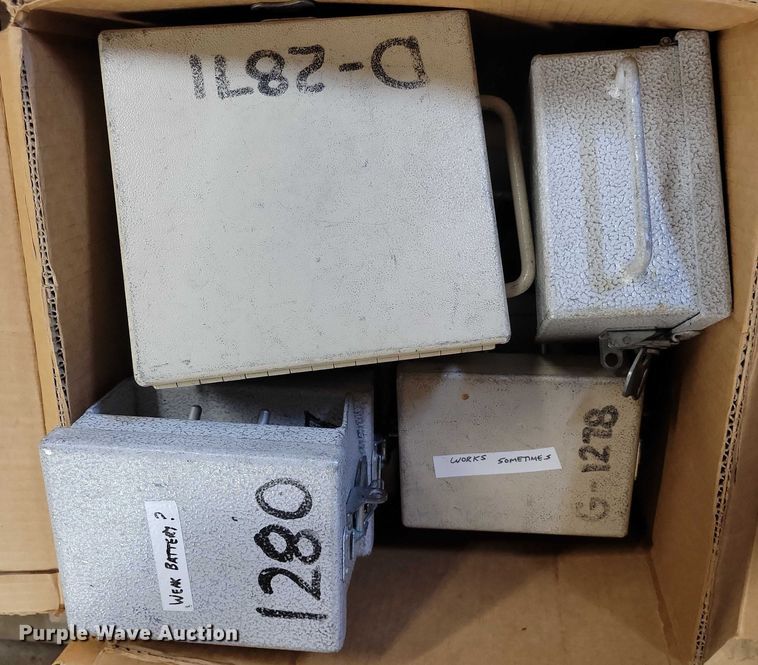 D-2871
WORKS SOMETIMES
G-1278
WEAK BATTERY?
1280
Purple Wave Auction